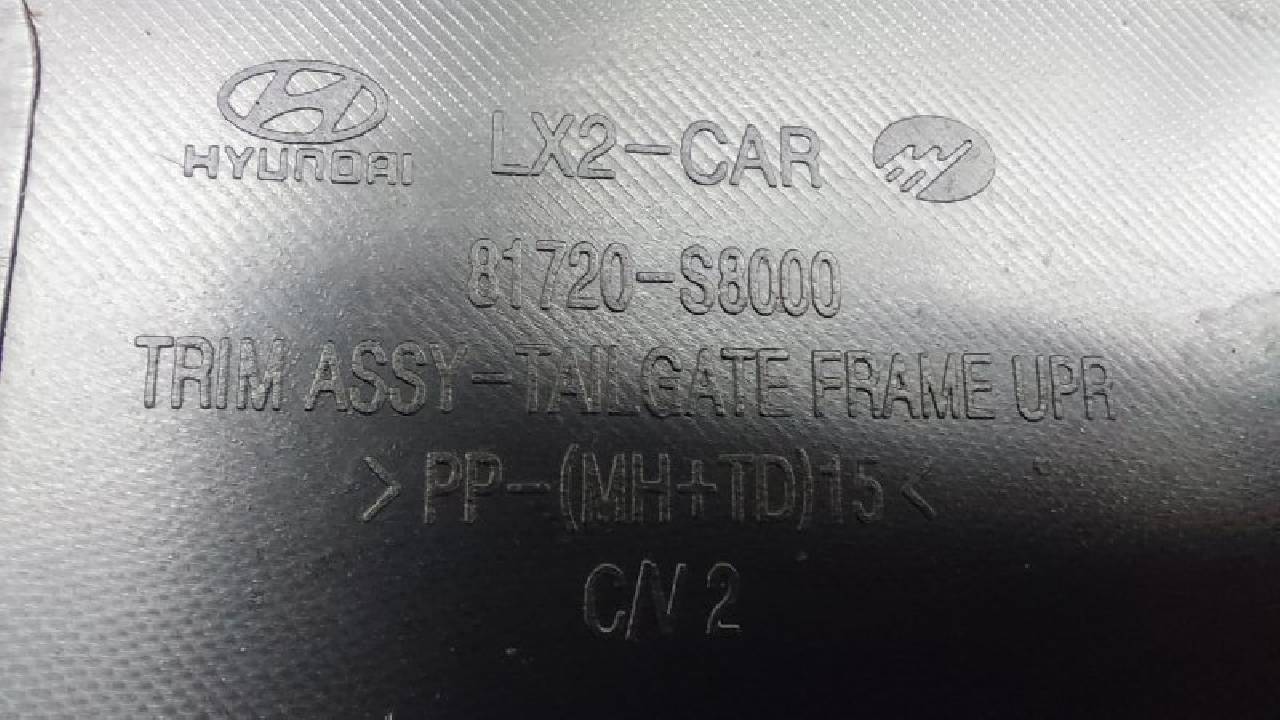 HYUNDAI LX2-CAR
81720-S8000
TRIM ASSY-TAILGATE FRAME UPR
>PP-(MH+TD)15<
C/V 2